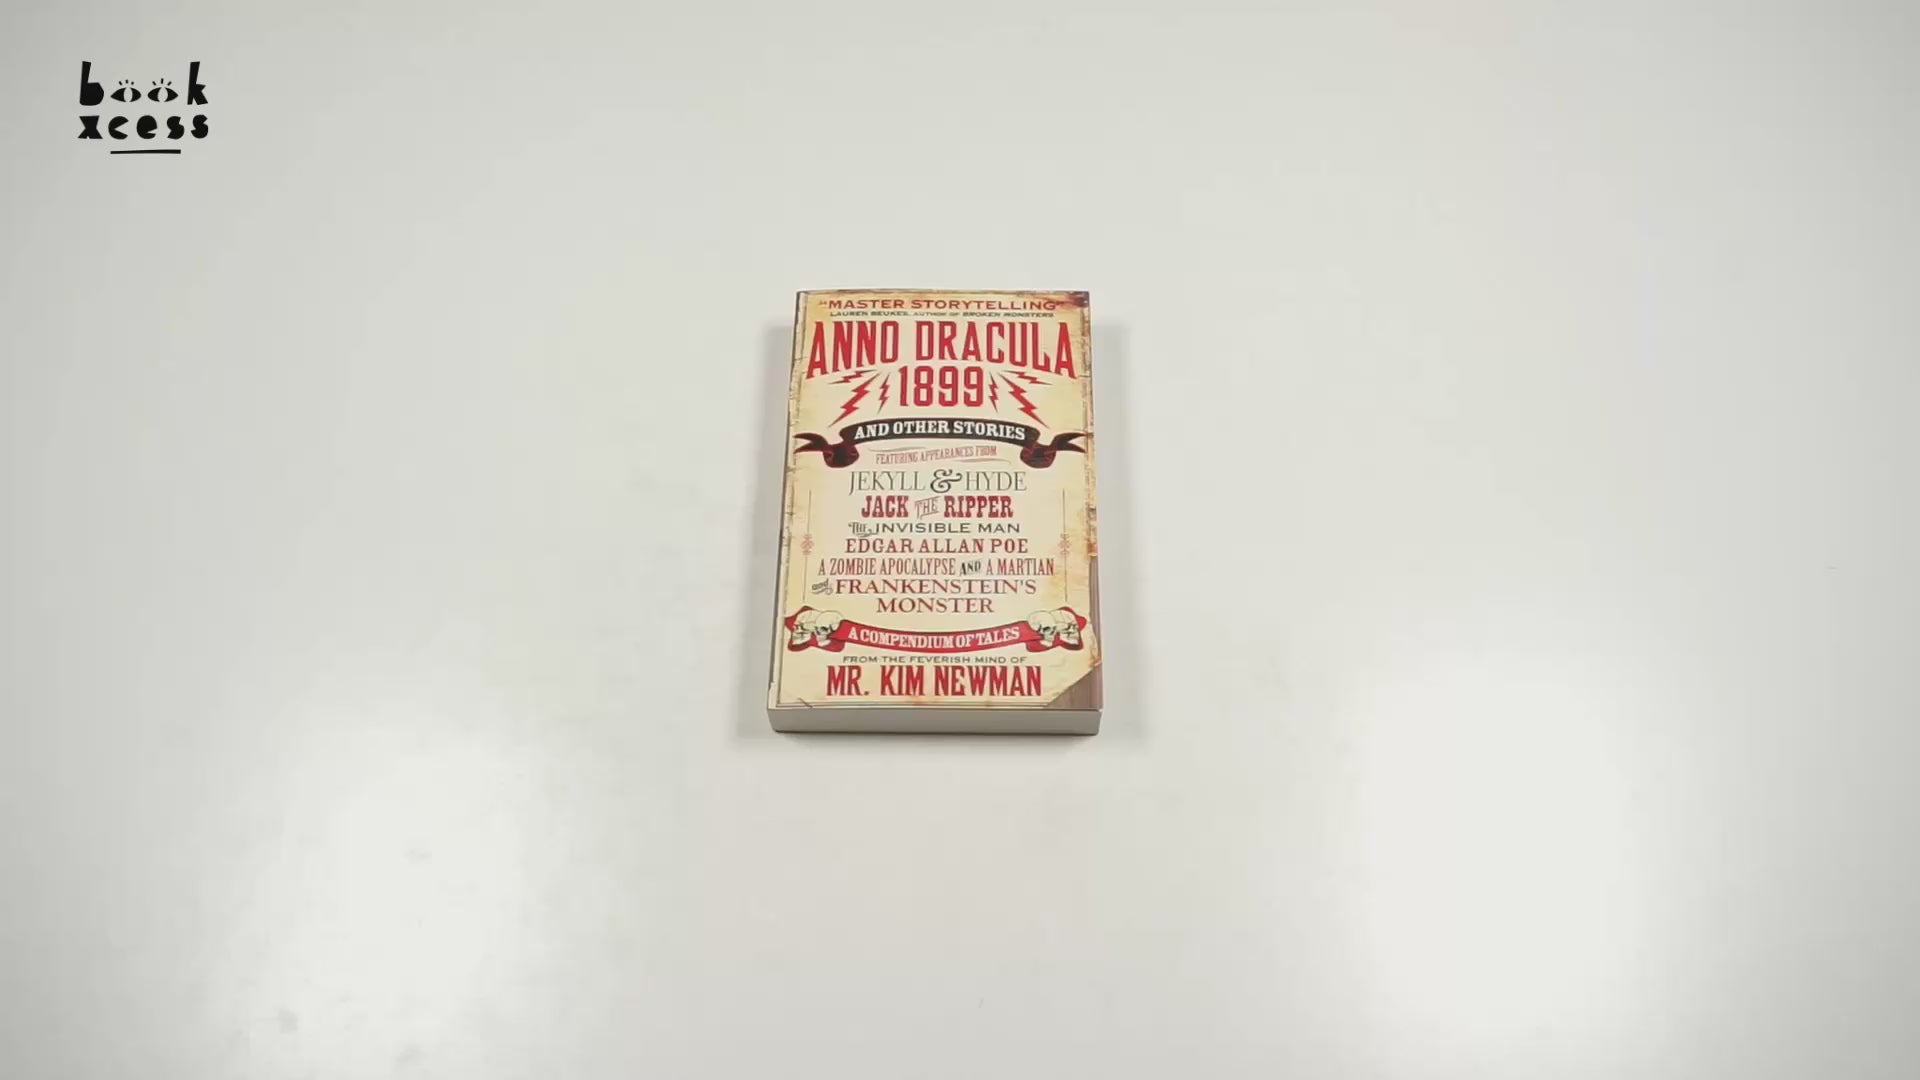 book
xcess
"MASTER STORYTELLING"
LAUREN BEUKES, AUTHOR OF BROKEN MONSTERS
ANNO DRACULA
1899
AND OTHER STORIES
FEATURING APPEARANCES FROM
JEKYLL & HYDE
JACK THE RIPPER
THE INVISIBLE MAN
EDGAR ALLAN POE
A ZOMBIE APOCALYPSE AND A MARTIAN
and FRANKENSTEIN'S
MONSTER
A COMPENDIUM OF TALES
FROM THE FEVERISH MIND OF
MR. KIM NEWMAN